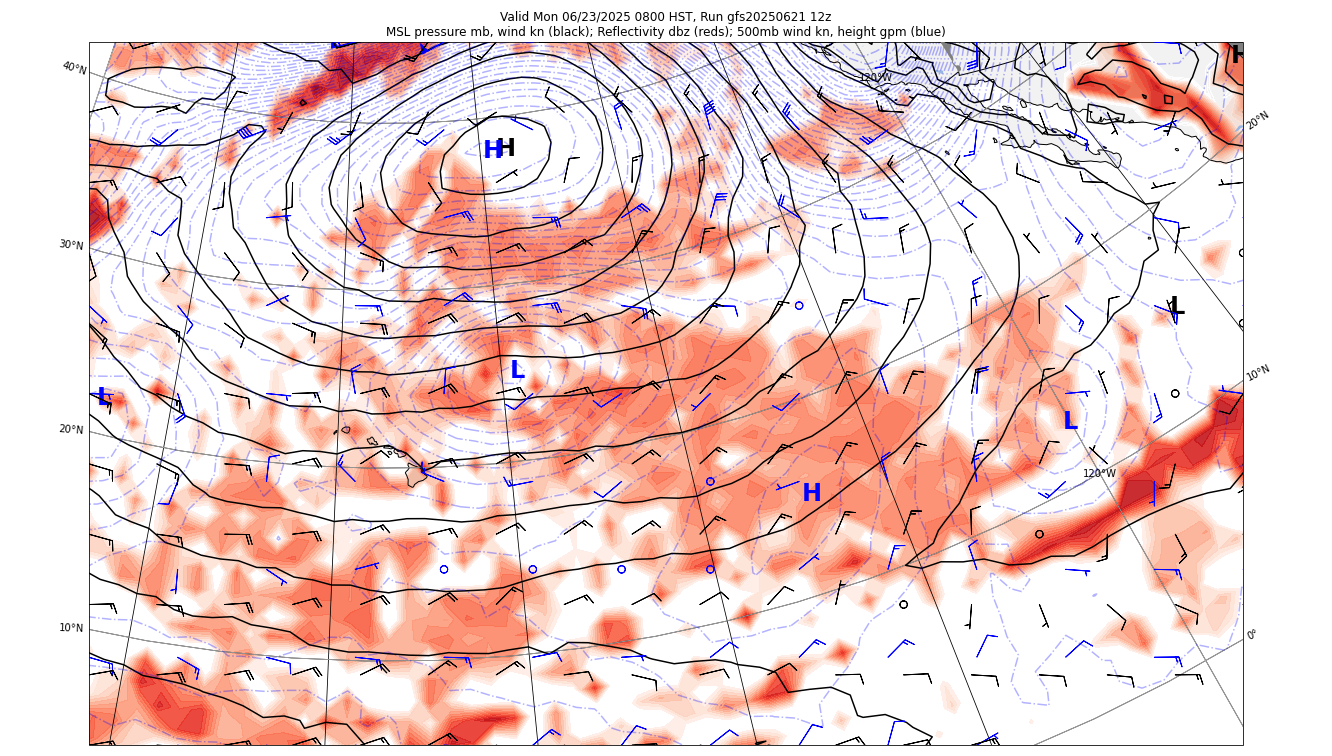 Valid Mon 06/23/2025 0800 HST, Run gfs20250621 12z
MSL pressure mb, wind kn (black); Reflectivity dbz (reds); 500mb wind kn, height gpm (blue)
H
40°N
120°W
20°N
H H
30°N
L
L
10°N
L
20°N
L
120°W
H
10°N
0°